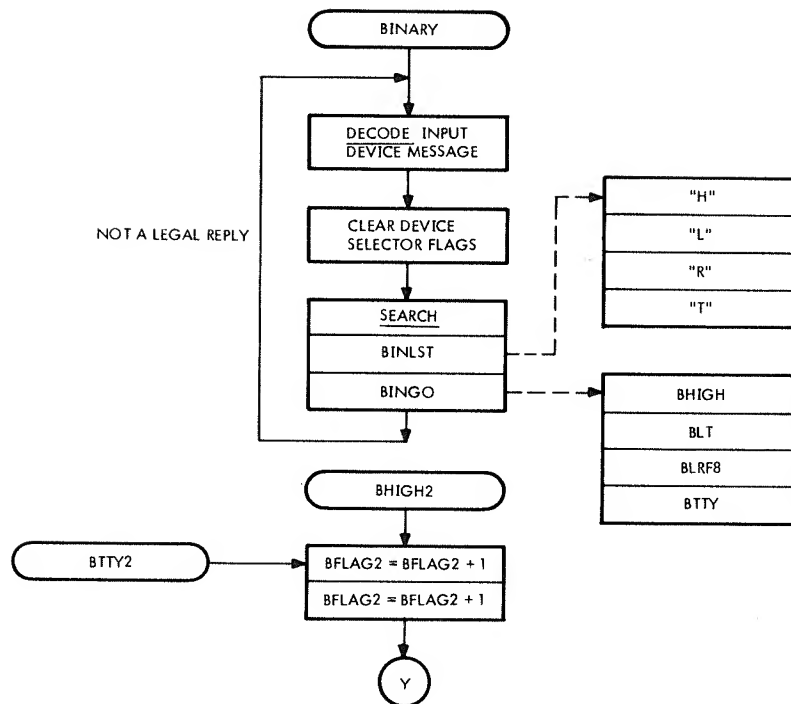 BINARY
DECODE INPUT
DEVICE MESSAGE
NOT A LEGAL REPLY
CLEAR DEVICE
SELECTOR FLAGS
SEARCH
BINLST
BINGO
"H"
"L"
"R"
"T"
BHIGH
BLT
BLRF8
BTTY
BHIGH2
BTTY2
BFLAG2 = BFLAG2 + 1
BFLAG2 = BFLAG2 + 1
Y